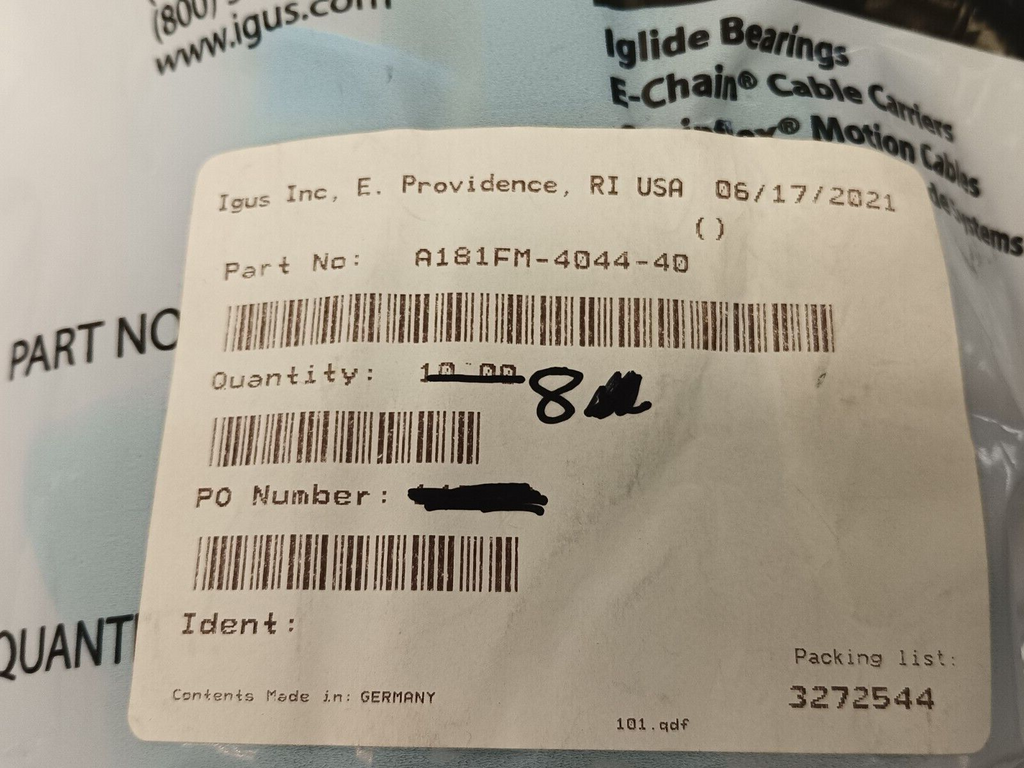 (800)
www.igus.com
Iglide Bearings
E-Chain® Cable Carriers
® Motion Cables
Igus Inc, E. Providence, RI USA 06/17/2021
()
Part No: A181FM-4044-40
PART NO
Quantity: 10.00 8
PO Number:
Ident:
QUANTI
Packing list:
3272544
Contents Made in: GERMANY
101.qdf